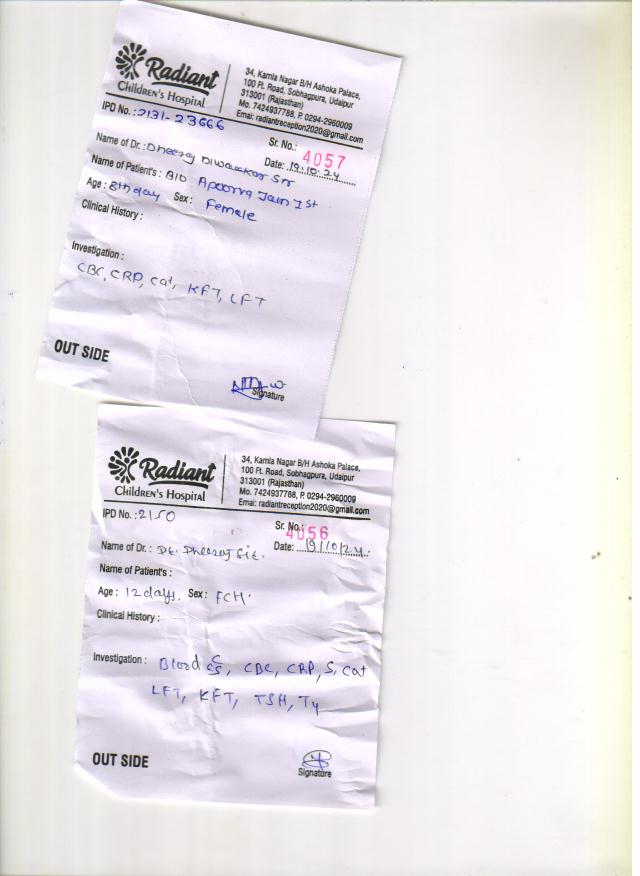 Radiant
Children's Hospital
34, Kamla Nagar B/H Ashoka Palace,
100 Ft. Road, Sobhagpura, Udaipur
313001 (Rajasthan)
Mo. 7424937788, P. 0294-2960009
Emai: radiantreception2020@gmail.com
IPD No.: 2131-23666
Sr. No.: 4057
Name of Dr.: Dheeraj Diwakar Sir
Date: 19.10.24
Name of Patient's: B/O Apoorva Jain Ist
Age: 8th day Sex: Female
Clinical History:
Investigation:
CBC, CRP, Cat, KFT, LFT
OUT SIDE
Signature
Radiant
Children's Hospital
34, Kamla Nagar B/H Ashoka Palace,
100 Ft. Road, Sobhagpura, Udaipur
313001 (Rajasthan)
Mo. 7424937788, P. 0294-2960009
Emai: radiantreception2020@gmail.com
IPD No.: 2150
Sr. No.: 4056
Name of Dr.: Dr. Dheeraj Sir.
Date: 19/10/24
Name of Patient's:
Age: 12 days. Sex: FCH.
Clinical History:
Investigation: Blood CS, CBC, CRP, S. Cat
LFT, KFT, TSH, T4
OUT SIDE
Signature